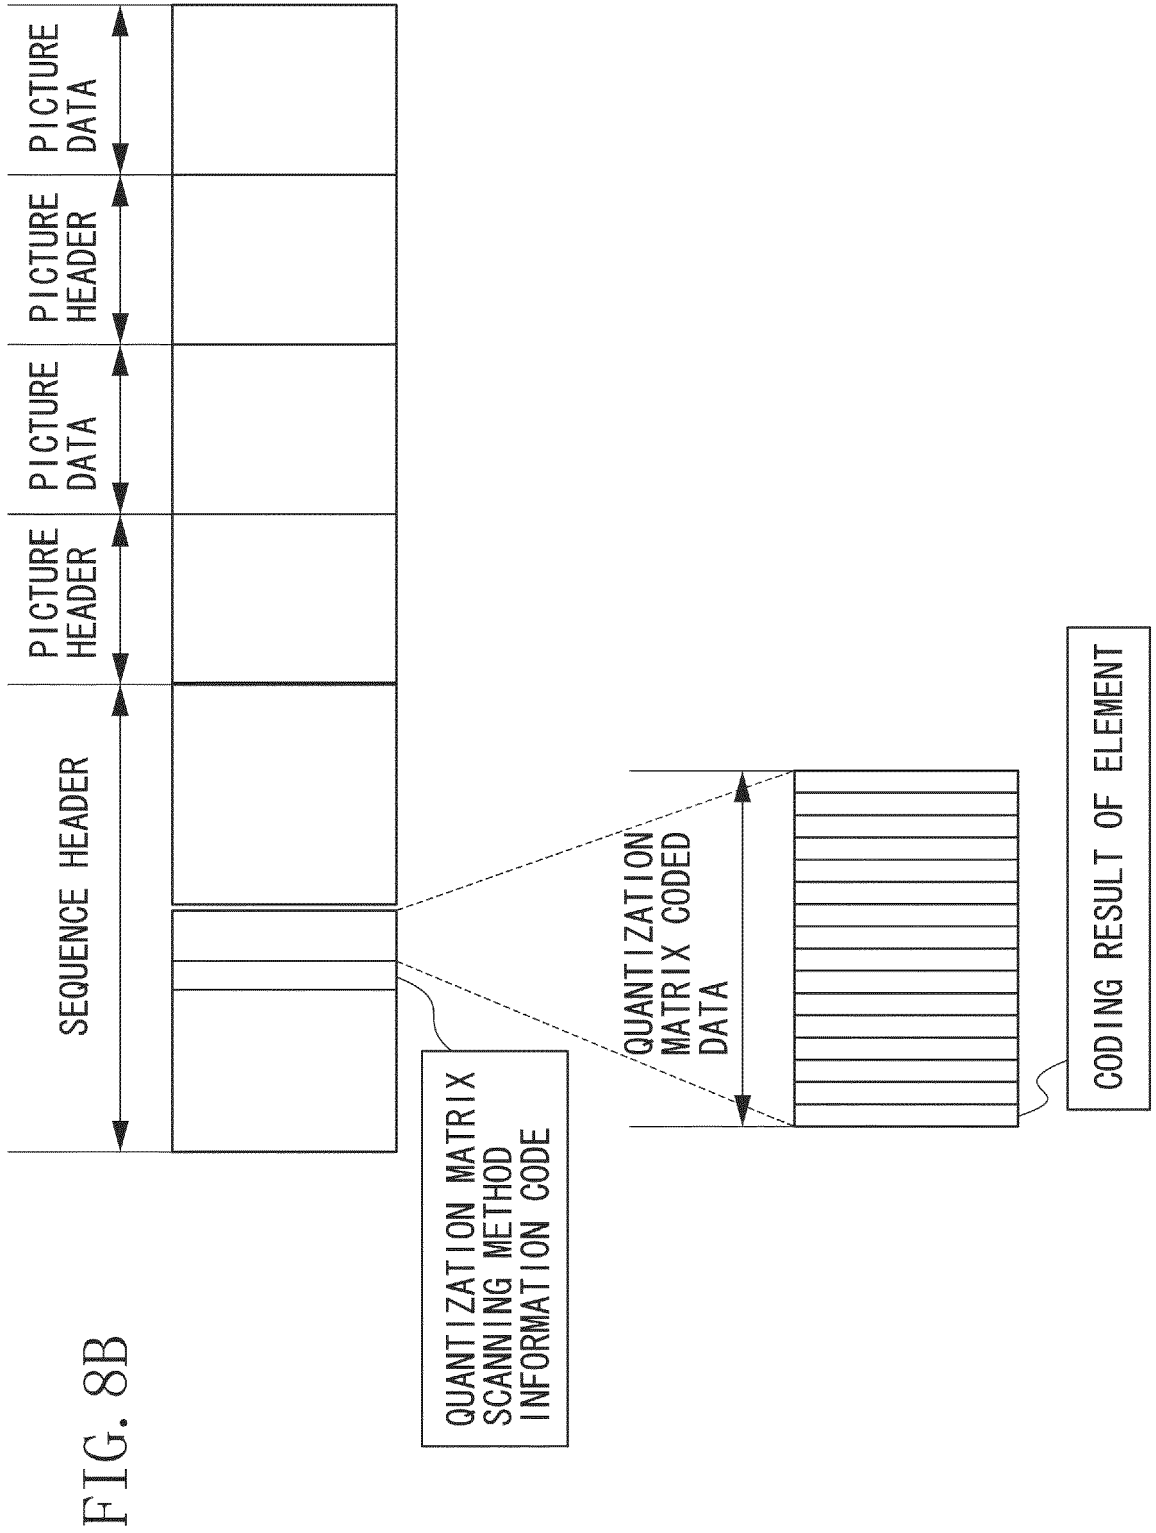 FIG. 8B
SEQUENCE HEADER
PICTURE
HEADER
PICTURE
DATA
PICTURE
HEADER
PICTURE
DATA
QUANTIZATION MATRIX
SCANNING METHOD
INFORMATION CODE
QUANTIZATION
MATRIX CODED
DATA
CODING RESULT OF ELEMENT